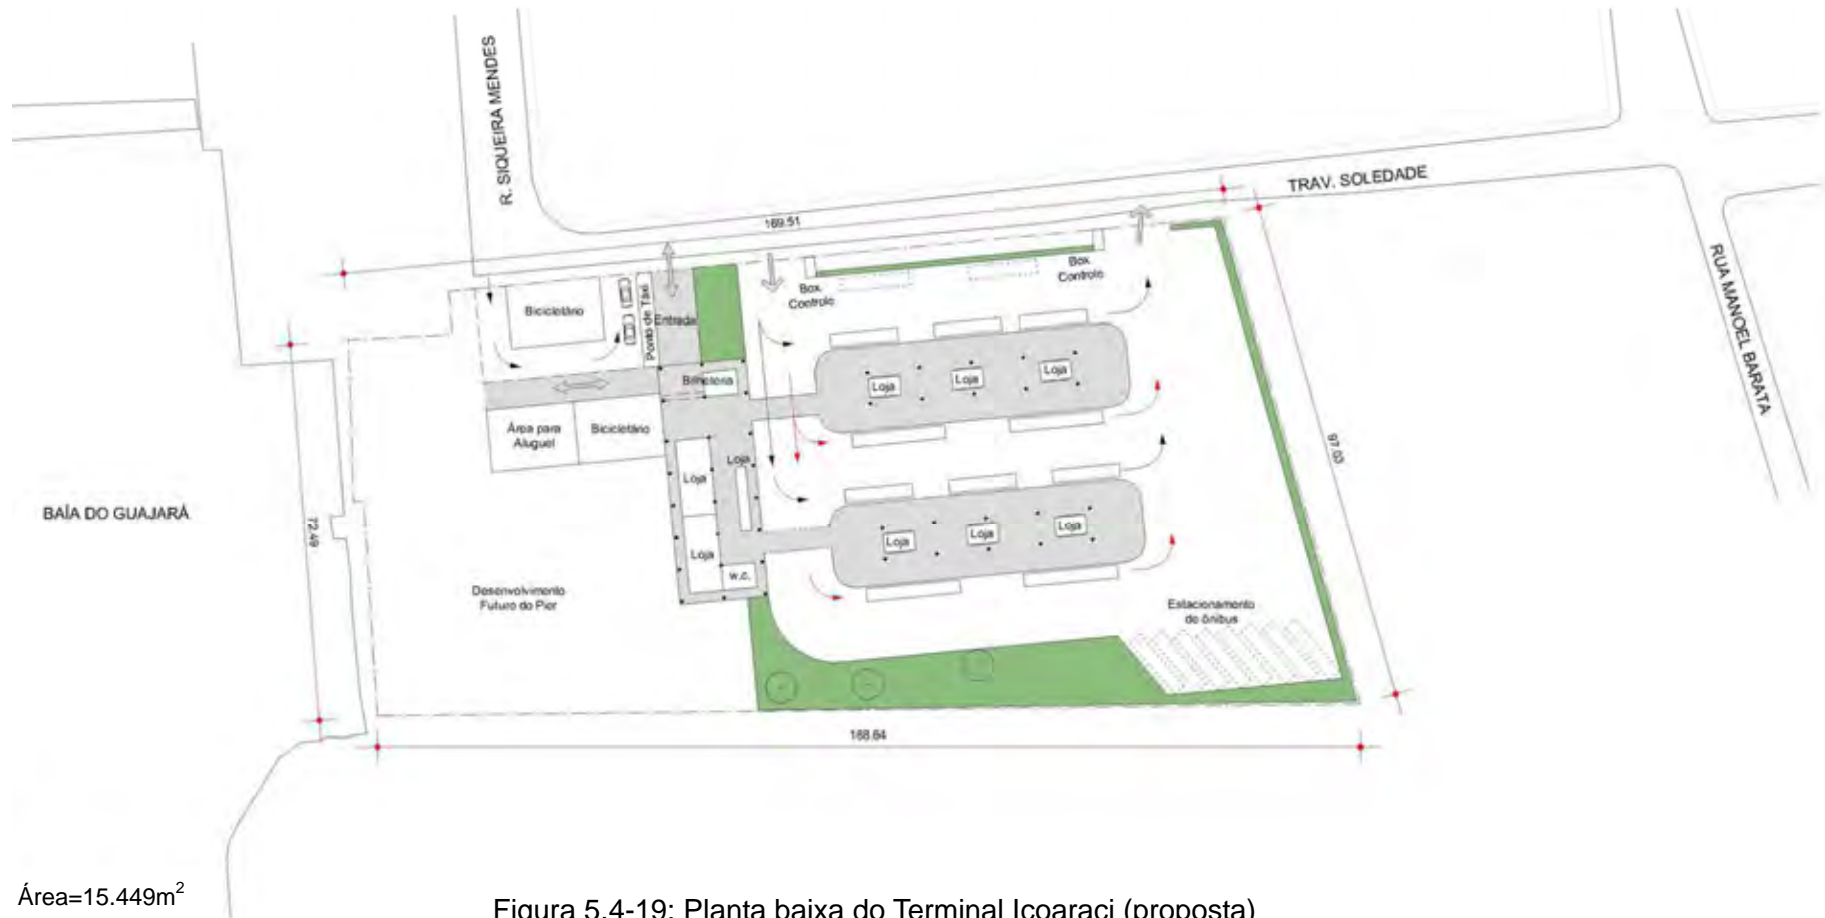 R. SIQUEIRA MENDES
TRAV. SOLEDADE
RUA MANOEL BARATA
169.51
Box
Controle
Box
Controle
Bicicletário
Ponto de Táxi
Entrada
Bilheteria
Loja
Loja
Loja
Área para
Aluguel
Bicicletário
Loja
Loja
97.03
BAÍA DO GUAJARÁ
72.49
Loja
Loja
Loja
Loja
w.c.
Desenvolvimento
Futuro do Pier
Estacionamento
de ônibus
168.64
Área=15.449m²
Figura 5.4-19: Planta baixa do Terminal Icoaraci (proposta)